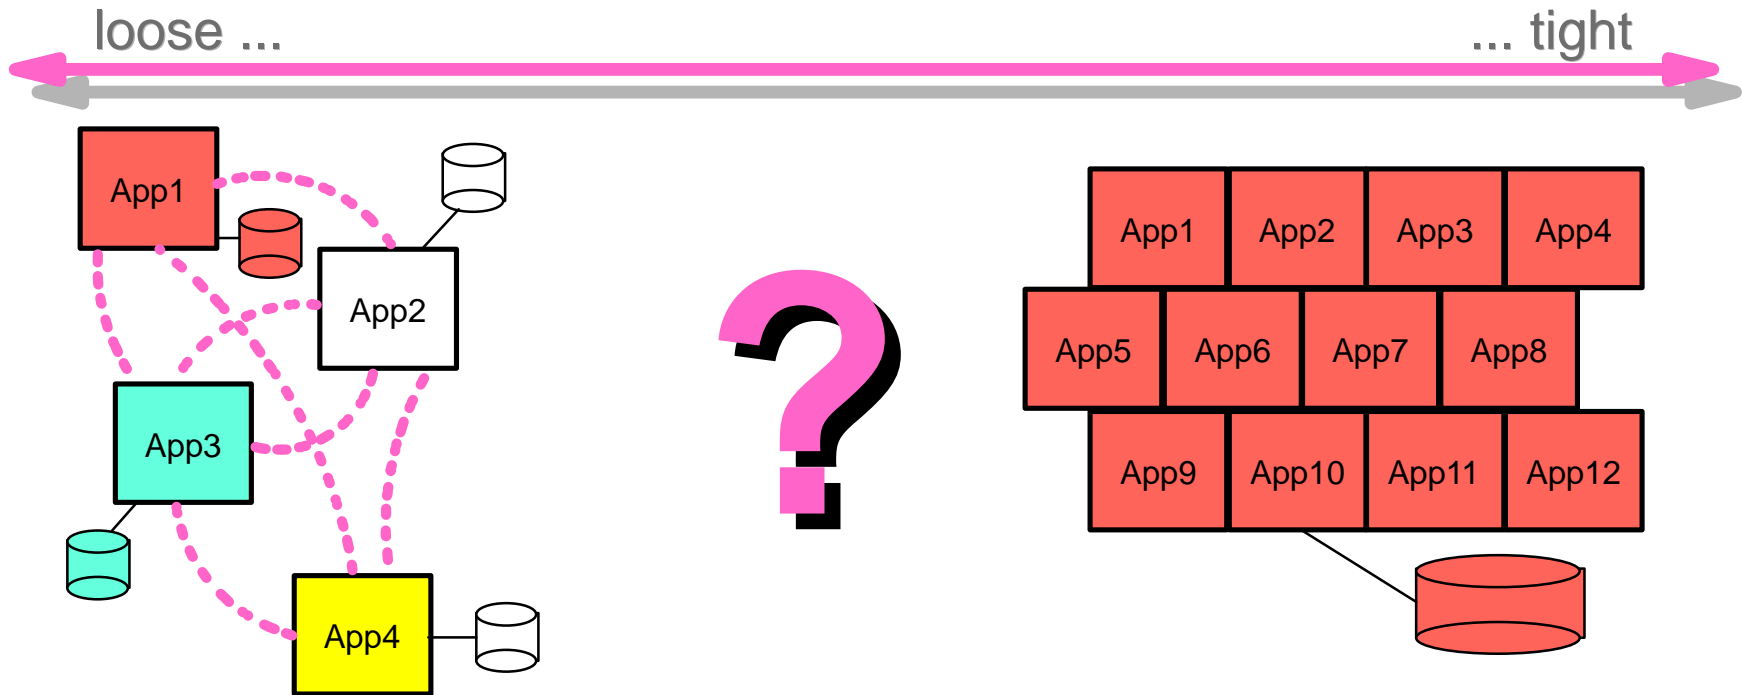 loose ...
... tight
App1
App2
App3
App4
?
App1 App2 App3 App4
App5 App6 App7 App8
App9 App10 App11 App12